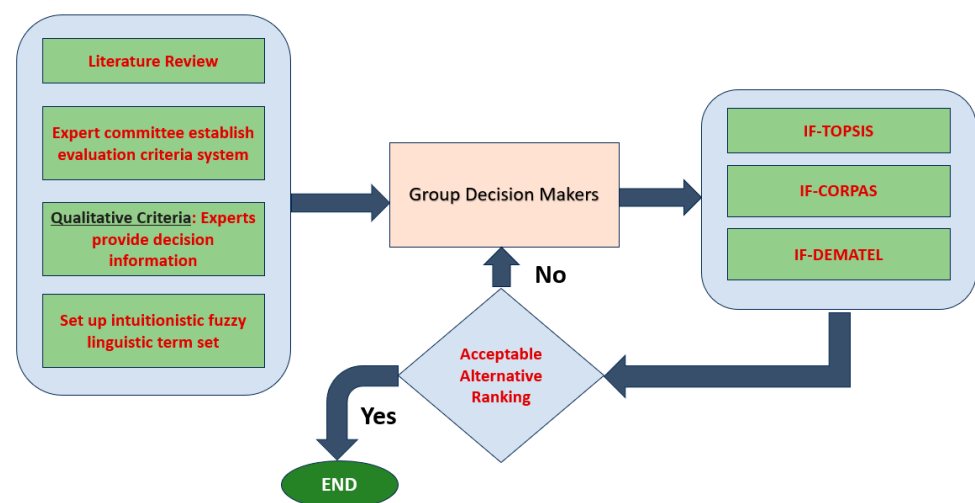 Literature Review
Expert committee establish
evaluation criteria system
Qualitative Criteria: Experts
provide decision
information
Set up intuitionistic fuzzy
linguistic term set
Group Decision Makers
IF-TOPSIS
IF-CORPAS
IF-DEMATEL
No
Acceptable
Alternative
Ranking
Yes
END